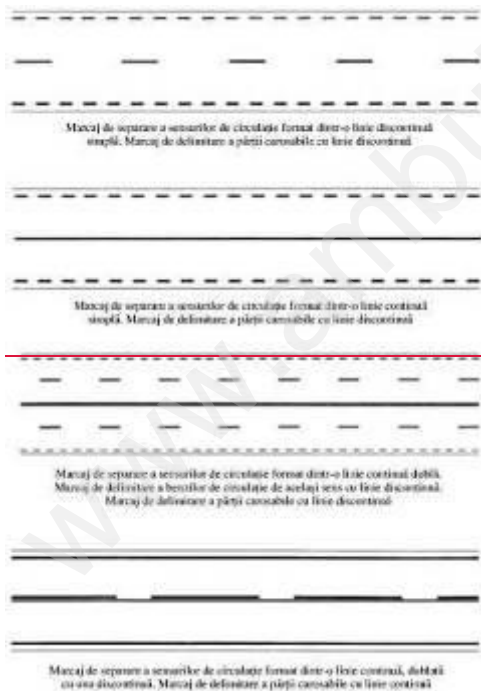 Marcaj de separare a sensurilor de circulație format dintr-o linie discontinuă
simplă. Marcaj de delimitare a părții carosabile cu linie discontinuă
Marcaj de separare a sensurilor de circulație format dintr-o linie continuă
simplă. Marcaj de delimitare a părții carosabile cu linie discontinuă
Marcaj de separare a sensurilor de circulație format dintr-o linie continuă dublă.
Marcaj de delimitare a benzilor de circulație de același sens cu linie discontinuă.
Marcaj de delimitare a părții carosabile cu linie discontinuă
Marcaj de separare a sensurilor de circulație format dintr-o linie continuă, dublată
cu una discontinuă. Marcaj de delimitare a părții carosabile cu linie continuă
www.ambu